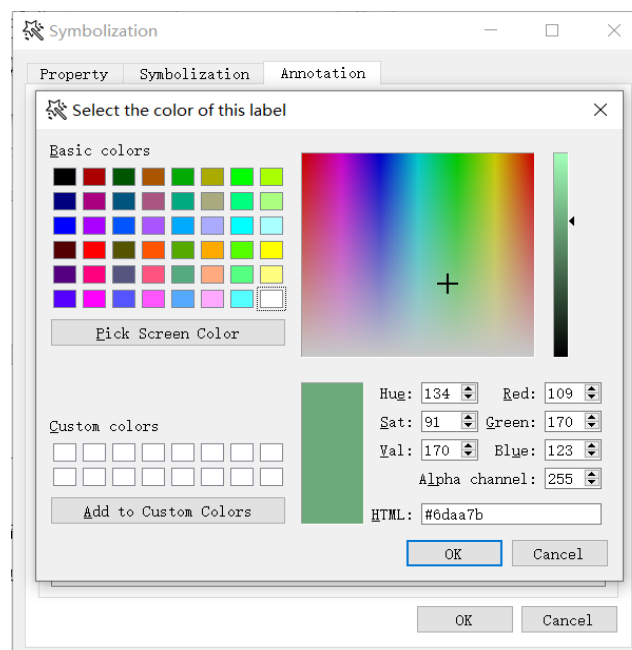 Symbolization
Property Symbolization Annotation
Select the color of this label
Basic colors
Pick Screen Color
Hue: 134 Red: 109
Sat: 91 Green: 170
Val: 170 Blue: 123
Alpha channel: 255
Custom colors
Add to Custom Colors
HTML: #6daa7b
OK Cancel
OK Cancel